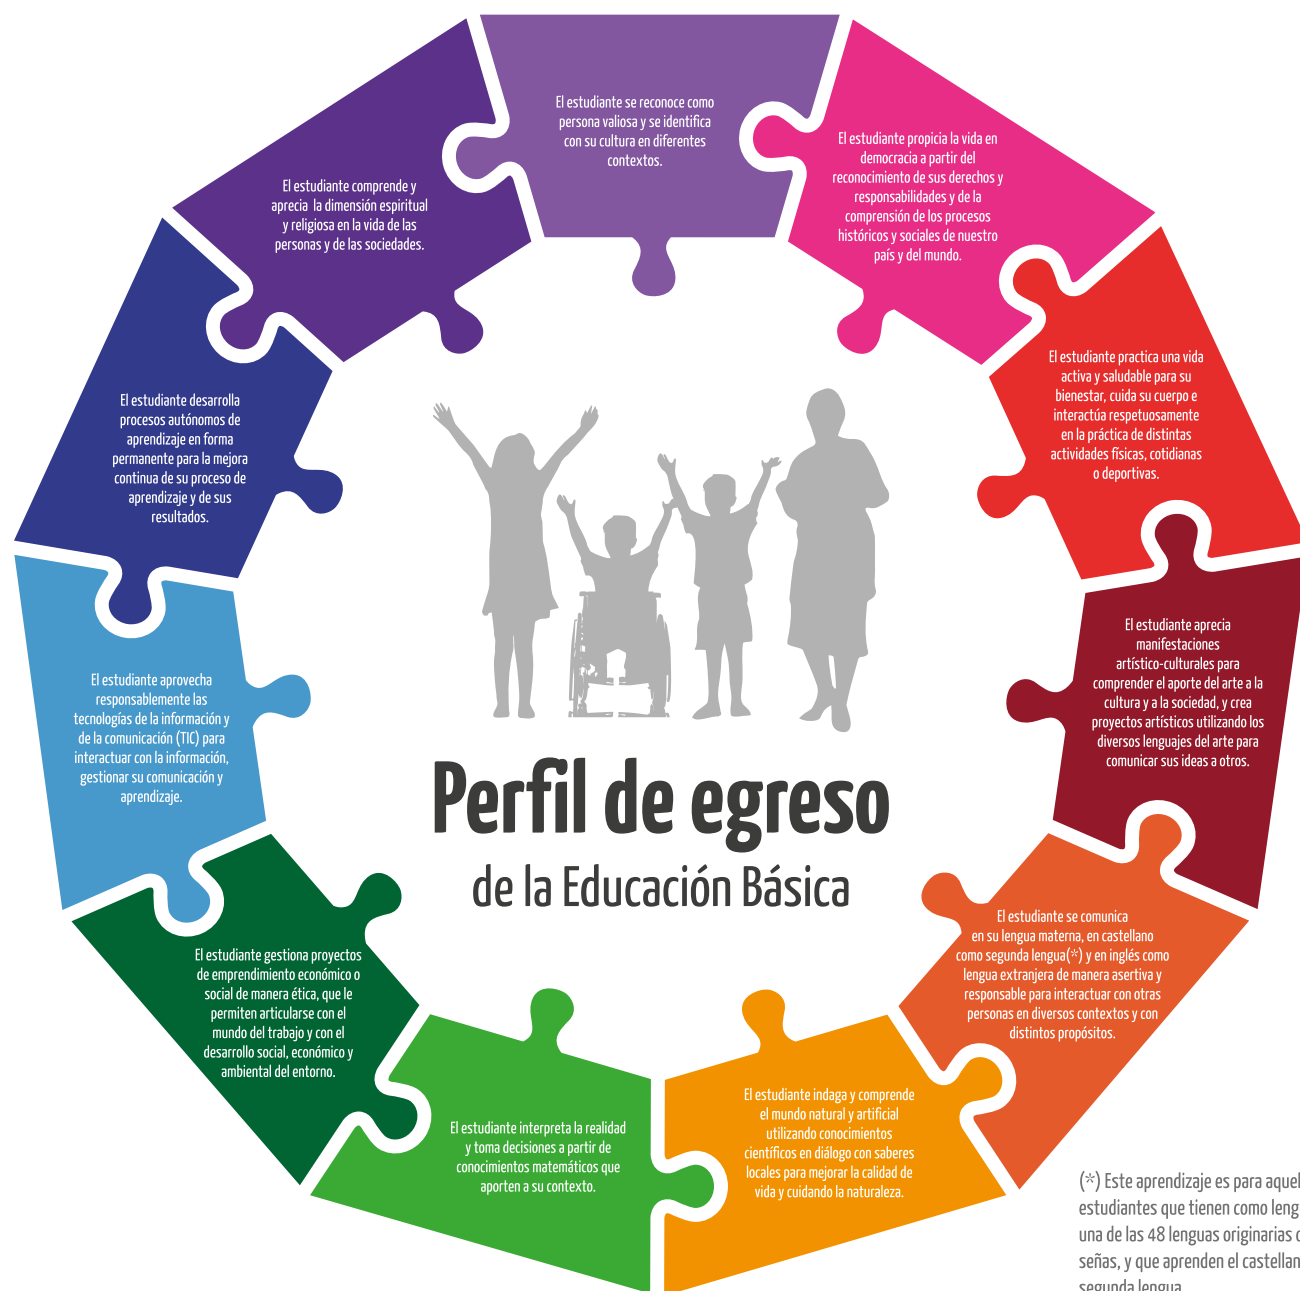 El estudiante se reconoce como
persona valiosa y se identifica
con su cultura en diferentes
contextos.
El estudiante propicia la vida en
democracia a partir del
reconocimiento de sus derechos y
responsabilidades y de la
comprensión de los procesos
históricos y sociales de nuestro
país y del mundo.
El estudiante practica una vida
activa y saludable para su
bienestar, cuida su cuerpo e
interactúa respetuosamente
en la práctica de distintas
actividades físicas, cotidianas
o deportivas.
El estudiante aprecia
manifestaciones
artístico-culturales para
comprender el aporte del arte a la
cultura y a la sociedad, y crea
proyectos artísticos utilizando los
diversos lenguajes del arte para
comunicar sus ideas a otros.
El estudiante se comunica
en su lengua materna, en castellano
como segunda lengua(*) y en inglés como
lengua extranjera de manera asertiva y
responsable para interactuar con otras
personas en diversos contextos y con
distintos propósitos.
El estudiante indaga y comprende
el mundo natural y artificial
utilizando conocimientos
científicos en diálogo con saberes
locales para mejorar la calidad de
vida y cuidando la naturaleza.
El estudiante interpreta la realidad
y toma decisiones a partir de
conocimientos matemáticos que
aporten a su contexto.
El estudiante gestiona proyectos
de emprendimiento económico o
social de manera ética, que le
permiten articularse con el
mundo del trabajo y con el
desarrollo social, económico y
ambiental del entorno.
El estudiante aprovecha
responsablemente las
tecnologías de la información y
de la comunicación (TIC) para
interactuar con la información,
gestionar su comunicación y
aprendizaje.
El estudiante desarrolla
procesos autónomos de
aprendizaje en forma
permanente para la mejora
continua de su proceso de
aprendizaje y de sus
resultados.
El estudiante comprende y
aprecia la dimensión espiritual
y religiosa en la vida de las
personas y de las sociedades.
Perfil de egreso
de la Educación Básica
(*) Este aprendizaje es para aquel
estudiantes que tienen como leng
una de las 48 lenguas originarias
señas, y que aprenden el castellan
segunda lengua.